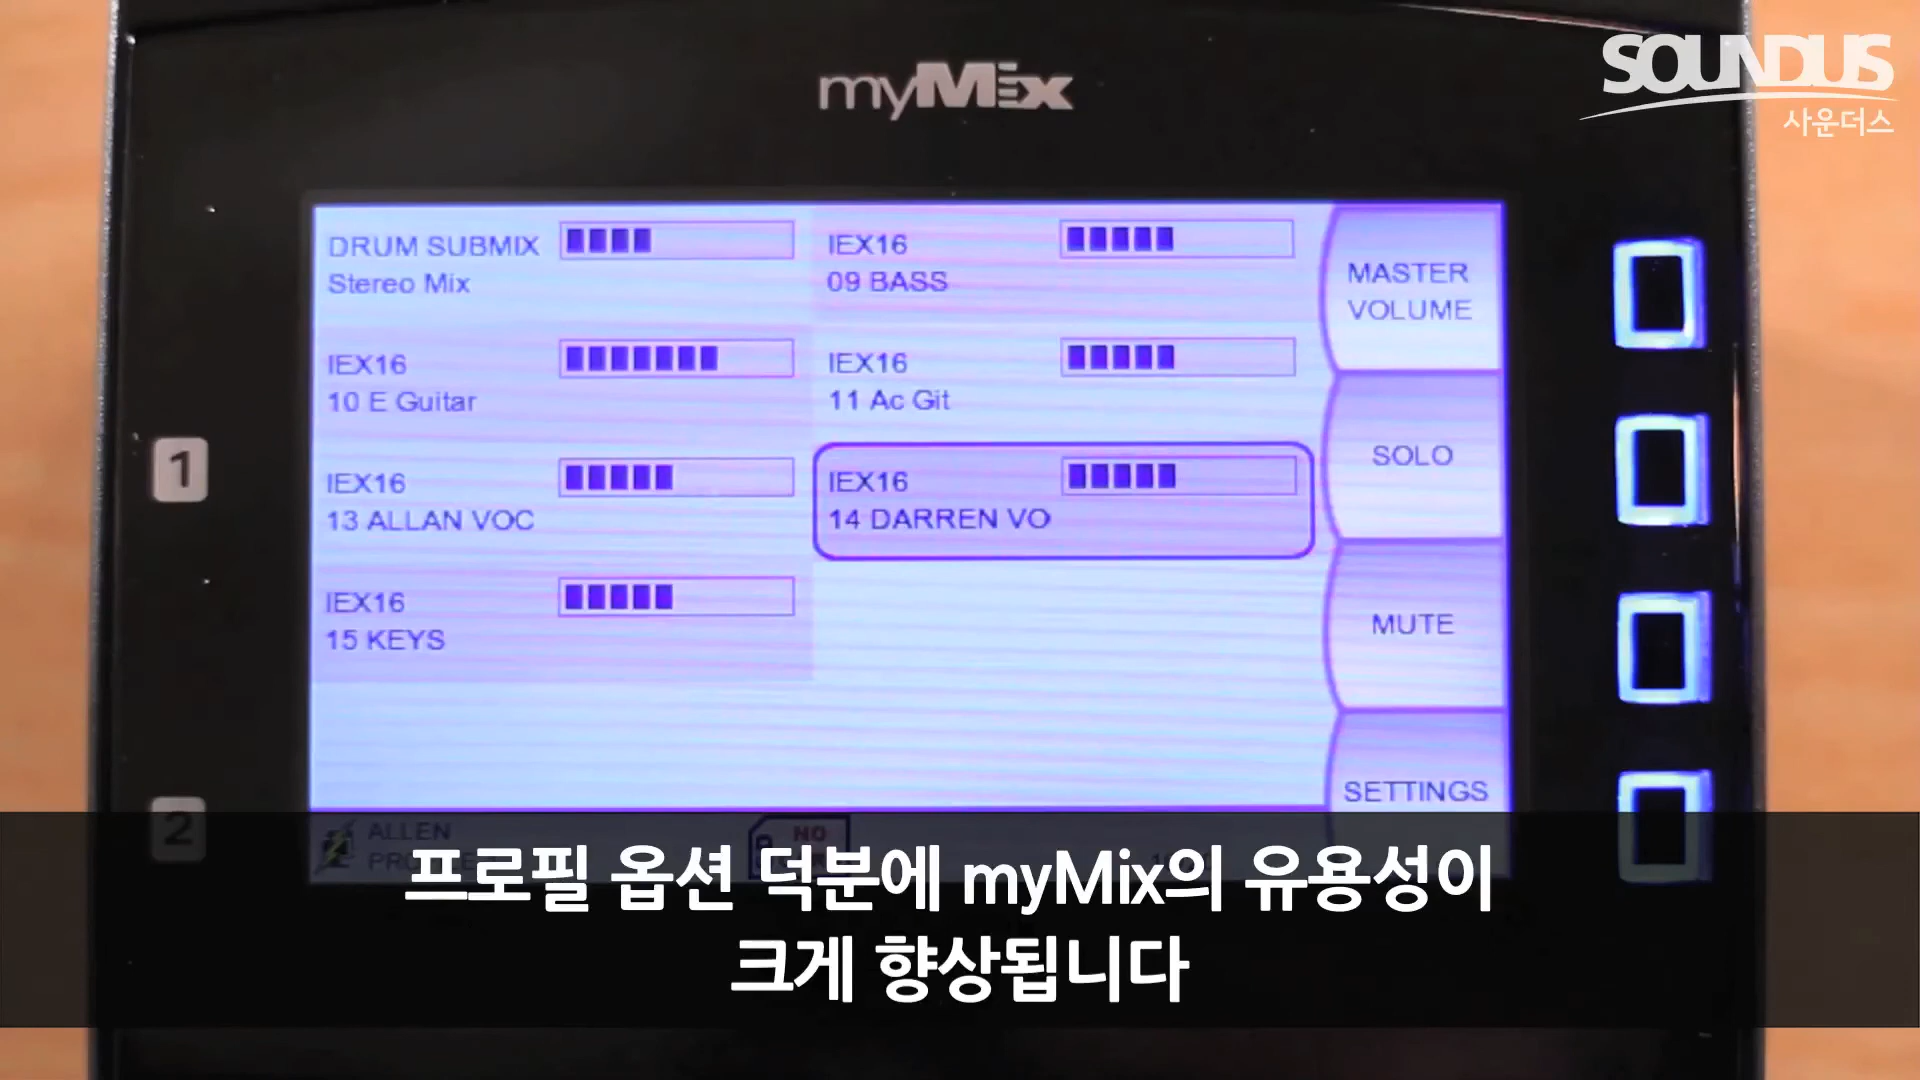 SOUNDUS
사운더스
myMix
DRUM SUBMIX
Stereo Mix
IEX16
09 BASS
MASTER
VOLUME
IEX16
10 E Guitar
IEX16
11 Ac Git
SOLO
1
IEX16
13 ALLAN VOC
IEX16
14 DARREN VO
MUTE
IEX16
15 KEYS
SETTINGS
2
ALLEN
NO
프로필 옵션 덕분에 myMix의 유용성이
크게 향상됩니다